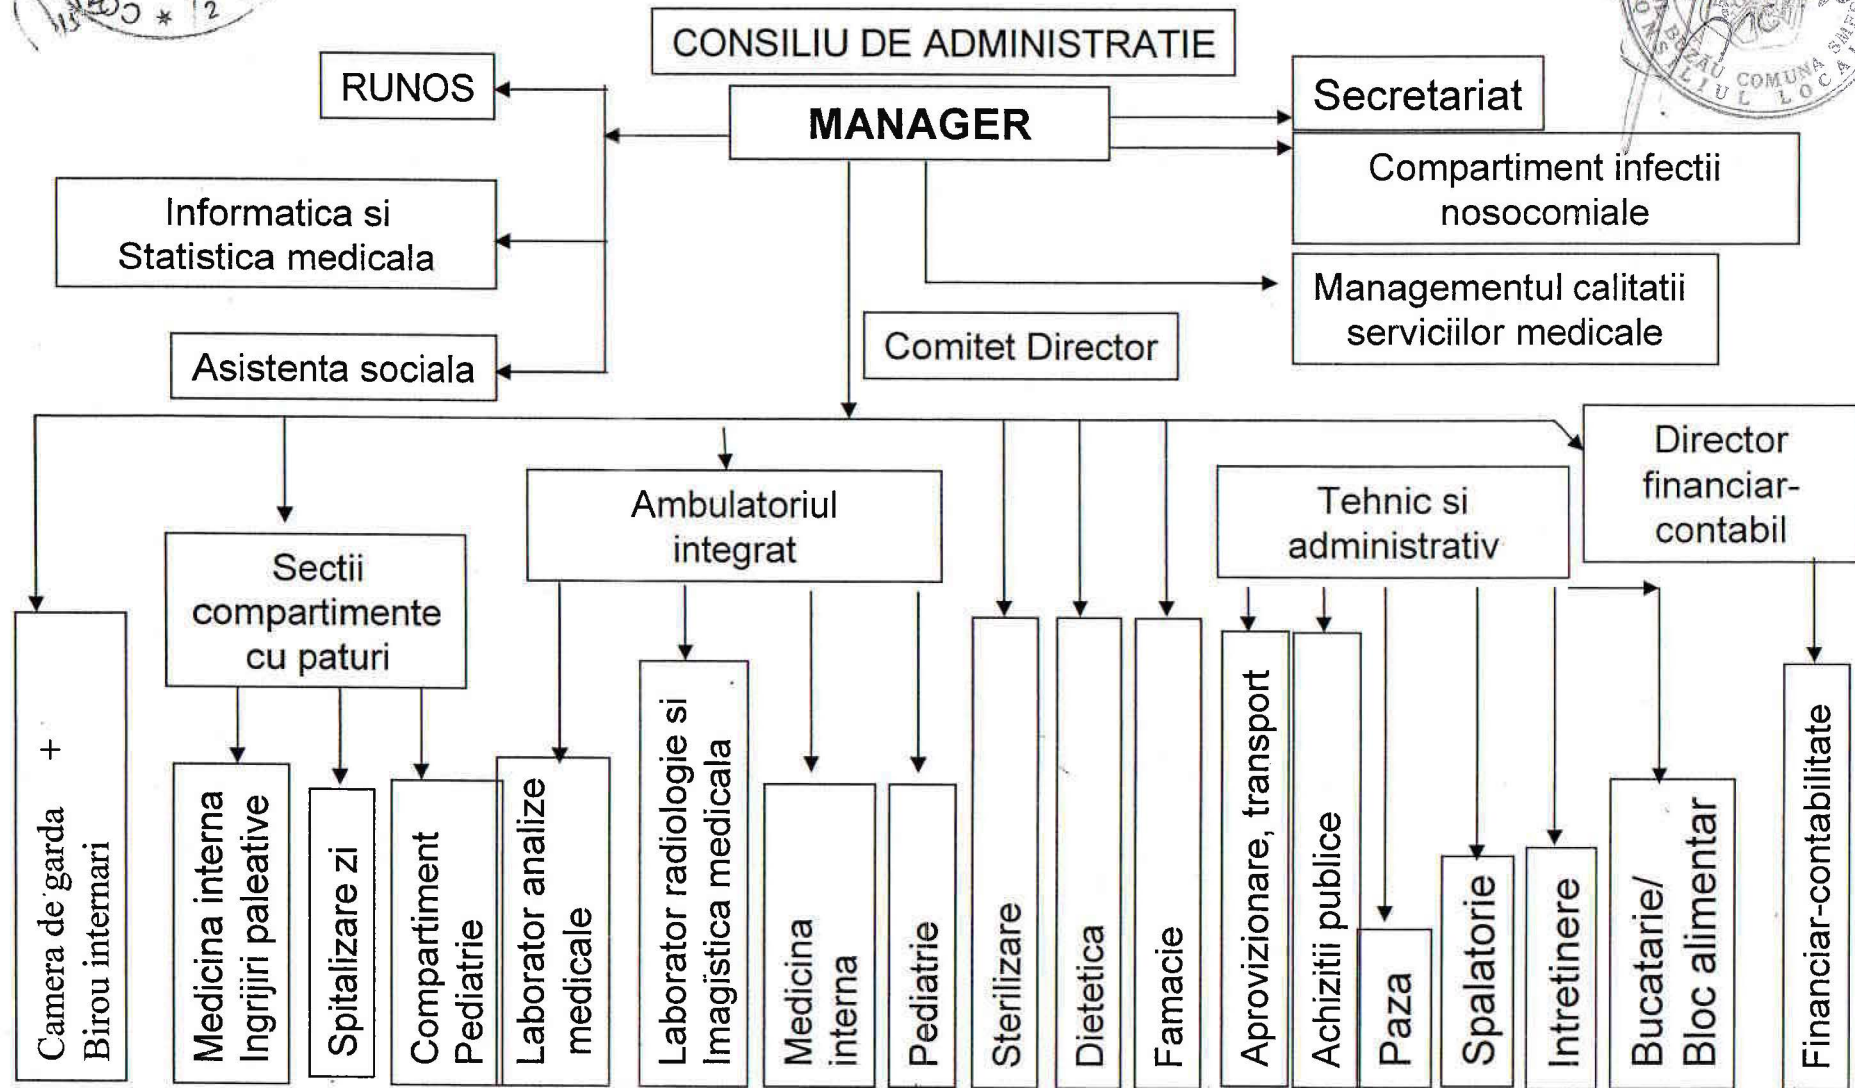 CONSILIU DE ADMINISTRATIE
RUNOS
MANAGER
Secretariat
Compartiment infectii
nosocomiale
Informatica si
Statistica medicala
Managementul calitatii
serviciilor medicale
Comitet Director
Asistenta sociala
Director
financiar-
contabil
Ambulatoriul
integrat
Tehnic si
administrativ
Sectii
compartimente
cu paturi
Camera de garda +
Birou internari
Medicina interna
Ingrijiri paleative
Spitalizare zi
Compartiment
Pediatrie
Laborator analize
medicale
Laborator radiologie si
Imagistica medicala
Medicina
interna
Pediatrie
Sterilizare
Dietetica
Famacie
Aprovizionare, transport
Achizitii publice
Paza
Spalatorie
Intretinere
Bucatarie/
Bloc alimentar
Financiar-contabilitate
BUZAU COMUNA